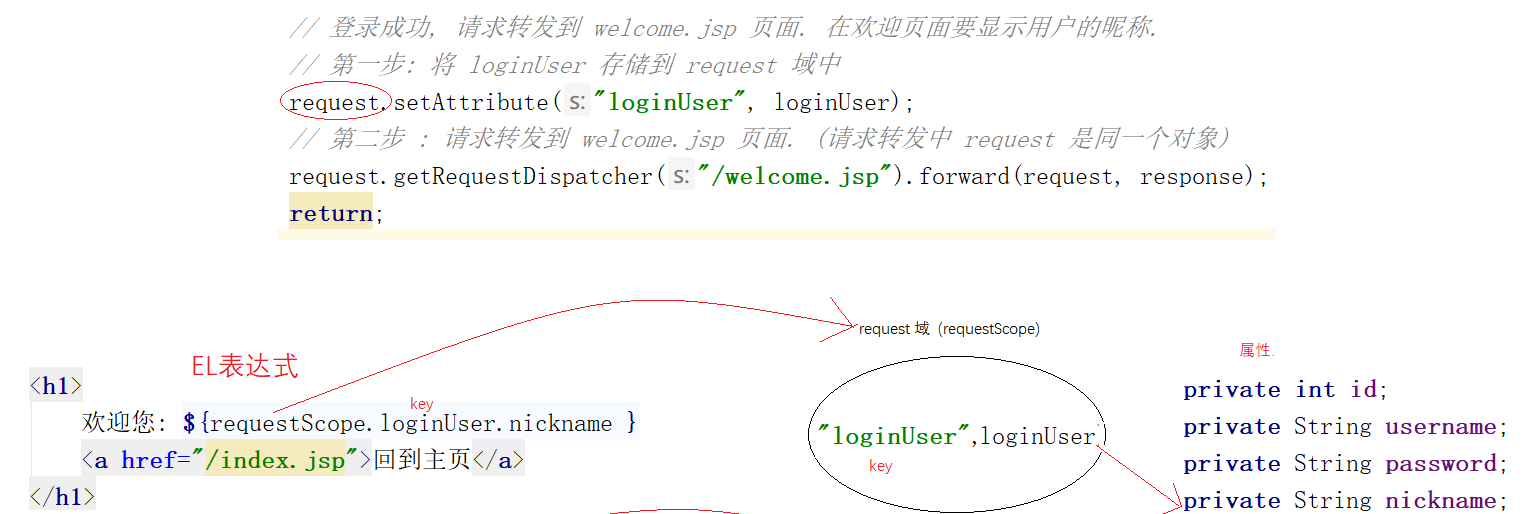 // 登录成功, 请求转发到 welcome.jsp 页面. 在欢迎页面要显示用户的昵称.
// 第一步: 将 loginUser 存储到 request 域中
request.setAttribute( s: "loginUser", loginUser);
// 第二步 : 请求转发到 welcome.jsp 页面. (请求转发中 request 是同一个对象)
request.getRequestDispatcher( s: "/welcome.jsp").forward(request, response);
return;
request 域 (requestScope)
EL表达式
属性.
<h1>
key
欢迎您: ${requestScope.loginUser.nickname }
<a href="/index.jsp">回到主页</a>
</h1>
"loginUser",loginUser
key
private int id;
private String username;
private String password;
private String nickname;